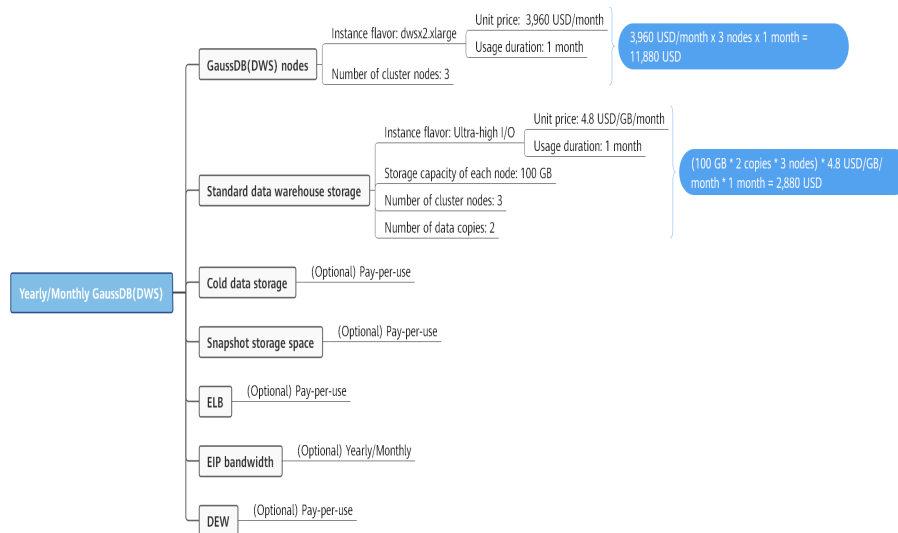 Yearly/Monthly GaussDB(DWS)
GaussDB(DWS) nodes
Instance flavor: dwsx2.xlarge
Unit price: 3,960 USD/month
Usage duration: 1 month
Number of cluster nodes: 3
3,960 USD/month x 3 nodes x 1 month =
11,880 USD
Standard data warehouse storage
Instance flavor: Ultra-high I/O
Unit price: 4.8 USD/GB/month
Usage duration: 1 month
Storage capacity of each node: 100 GB
Number of cluster nodes: 3
Number of data copies: 2
(100 GB * 2 copies * 3 nodes) * 4.8 USD/GB/
month * 1 month = 2,880 USD
Cold data storage
(Optional) Pay-per-use
Snapshot storage space
(Optional) Pay-per-use
ELB
(Optional) Pay-per-use
EIP bandwidth
(Optional) Yearly/Monthly
DEW
(Optional) Pay-per-use